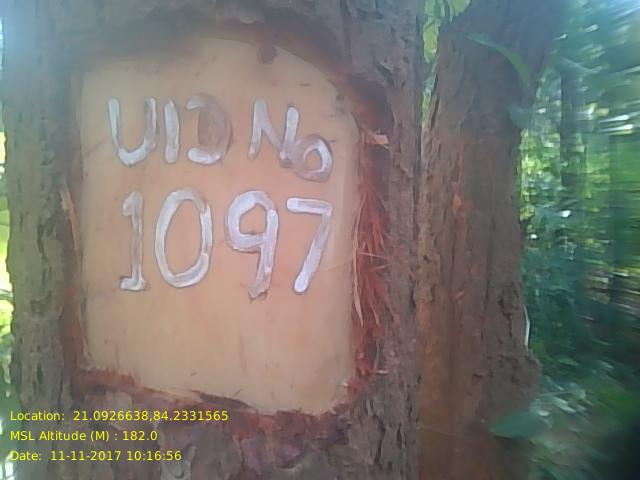 UID No
1097
Location: 21.0926638,84.2331565
MSL Altitude (M) : 182.0
Date: 11-11-2017 10:16:56